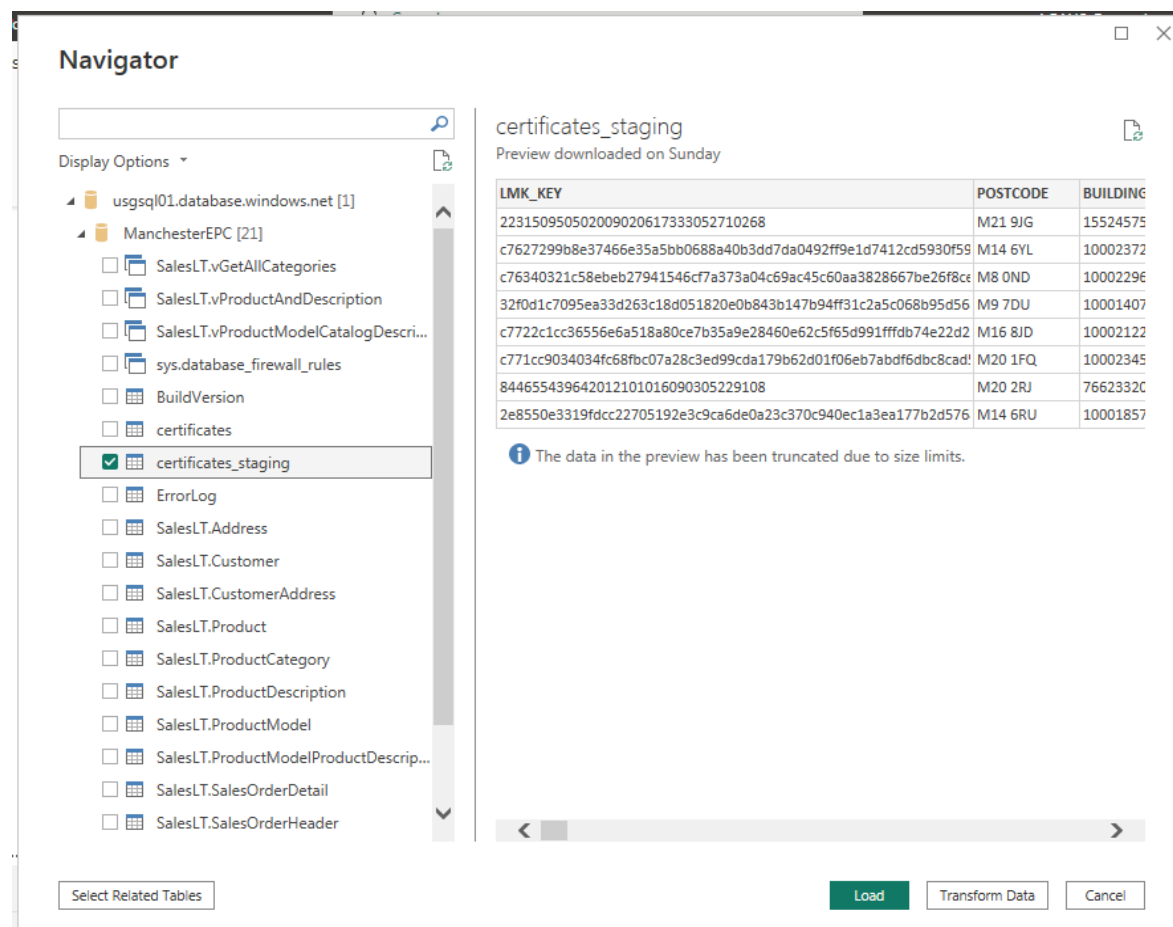 Navigator
Display Options
usgsql01.database.windows.net [1]
ManchesterEPC [21]
SalesLT.vGetAllCategories
SalesLT.vProductAndDescription
SalesLT.vProductModelCatalogDescri...
sys.database_firewall_rules
BuildVersion
certificates
certificates_staging
ErrorLog
SalesLT.Address
SalesLT.Customer
SalesLT.CustomerAddress
SalesLT.Product
SalesLT.ProductCategory
SalesLT.ProductDescription
SalesLT.ProductModel
SalesLT.ProductModelProductDescrip...
SalesLT.SalesOrderDetail
SalesLT.SalesOrderHeader
certificates_staging
Preview downloaded on Sunday
LMK_KEY POSTCODE BUILDING
223150950502009020617333052710268 M21 9JG 15524575
c7627299b8e37466e35a5bb0688a40b3dd7da0492ff9e1d7412cd5930f59 M14 6YL 10002372
c76340321c58ebeb27941546cf7a373a04c69ac45c60aa3828667be26f8ce M8 0ND 10002296
32f0d1c7095ea33d263c18d051820e0b843b147b94ff31c2a5c068b95d56 M9 7DU 10001407
c7722c1cc36556e6a518a80ce7b35a9e28460e62c5f65d991fffdb74e22d2 M16 8JD 10002122
c771cc9034034fc68fbc07a28c3ed99cda179b62d01f06eb7abdf6dbc8cad M20 1FQ 10002345
844655439642012101016090305229108 M20 2RJ 76623320
2e8550e3319fdcc22705192e3c9ca6de0a23c370c940ec1a3ea177b2d576 M14 6RU 10001857
The data in the preview has been truncated due to size limits.
Select Related Tables
Load
Transform Data
Cancel